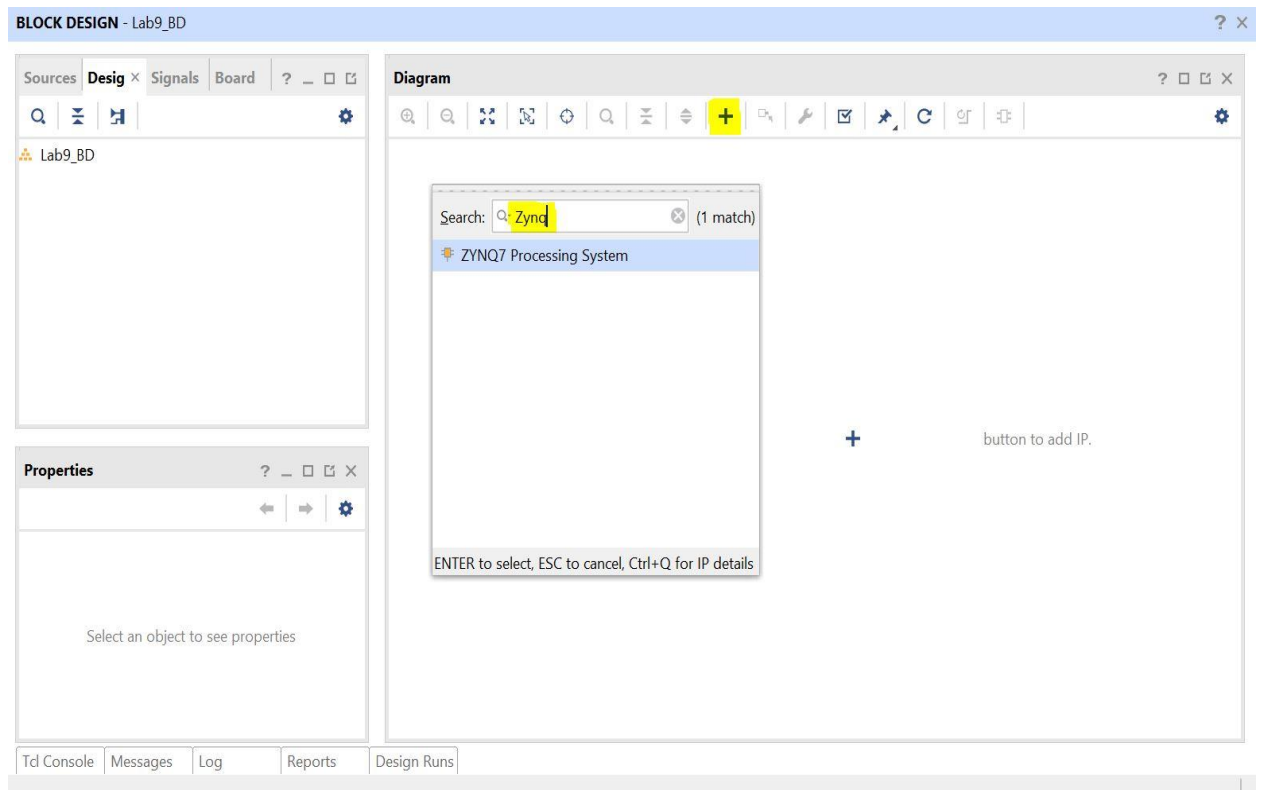 BLOCK DESIGN - Lab9_BD
Sources Desig Signals Board
Lab9_BD
Properties
Select an object to see properties
Diagram
Search: Zynq (1 match)
ZYNQ7 Processing System
ENTER to select, ESC to cancel, Ctrl+Q for IP details
button to add IP.
Tcl Console Messages Log Reports Design Runs